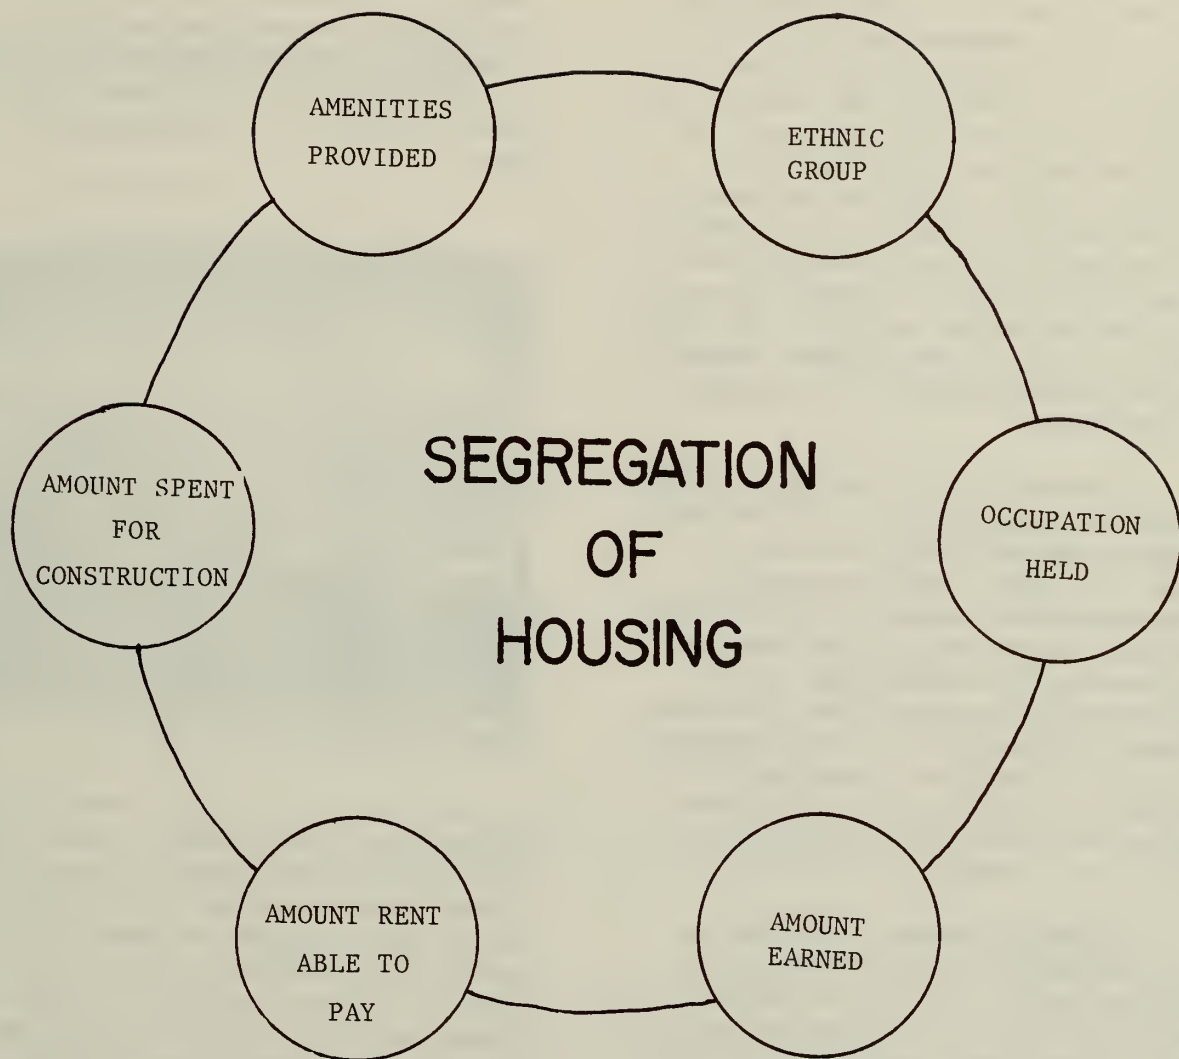 AMENITIES
PROVIDED
ETHNIC
GROUP
AMOUNT SPENT
FOR
CONSTRUCTION
SEGREGATION
OF
HOUSING
OCCUPATION
HELD
AMOUNT RENT
ABLE TO
PAY
AMOUNT
EARNED